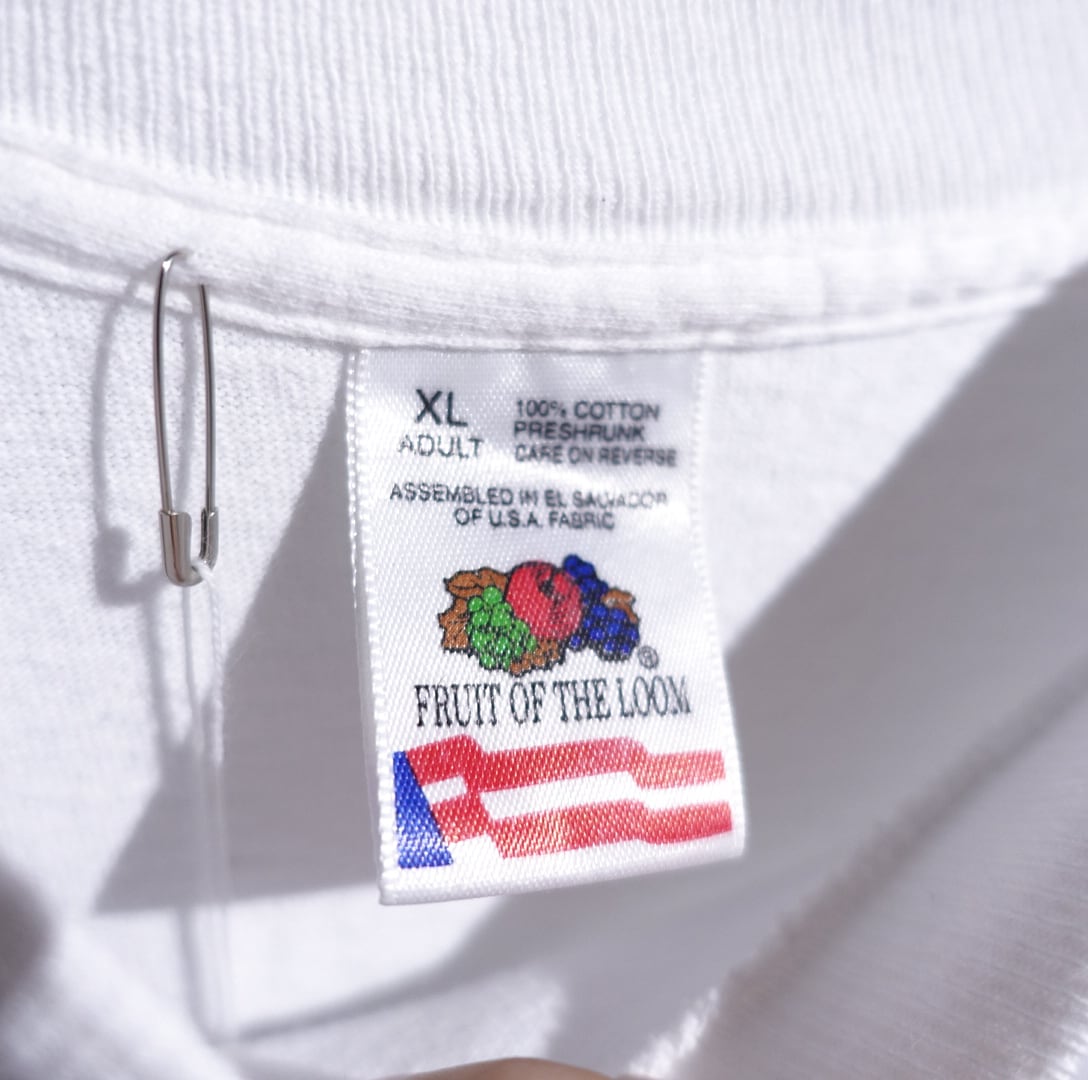 XL
ADULT
100% COTTON
PRESHRUNK
CARE ON REVERSE
ASSEMBLED IN EL SALVADOR
OF U.S.A. FABRIC
®
FRUIT OF THE LOOM